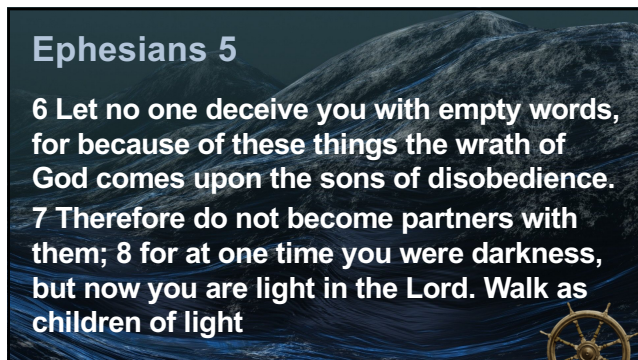 Ephesians 5
6 Let no one deceive you with empty words,
for because of these things the wrath of
God comes upon the sons of disobedience.
7 Therefore do not become partners with
them; 8 for at one time you were darkness,
but now you are light in the Lord. Walk as
children of light